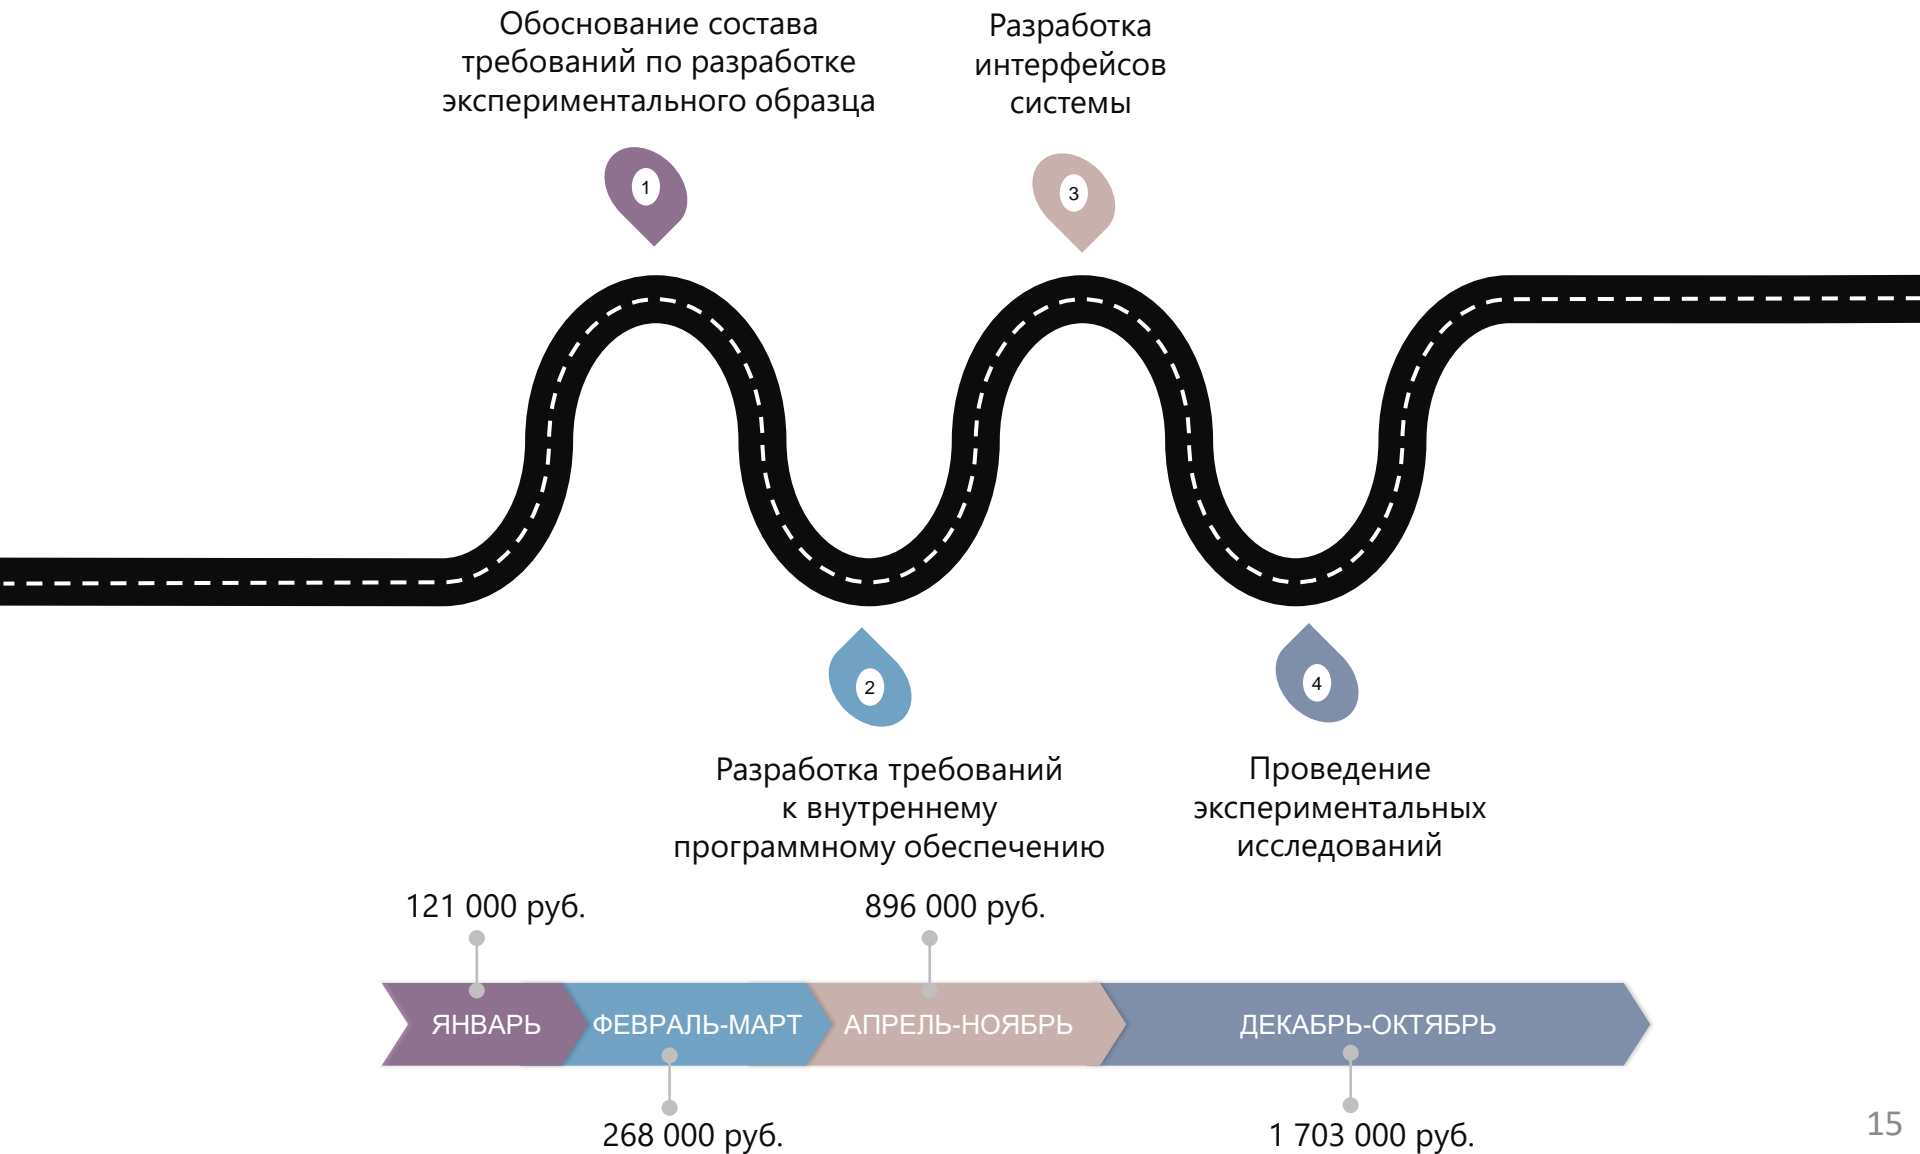 Обоснование состава
требований по разработке
экспериментального образца
Разработка
интерфейсов
системы
1
3
2
4
Разработка требований
к внутреннему
программному обеспечению
Проведение
экспериментальных
исследований
121 000 руб.
896 000 руб.
ЯНВАРЬ
ФЕВРАЛЬ-МАРТ
АПРЕЛЬ-НОЯБРЬ
ДЕКАБРЬ-ОКТЯБРЬ
268 000 руб.
1 703 000 руб.
15